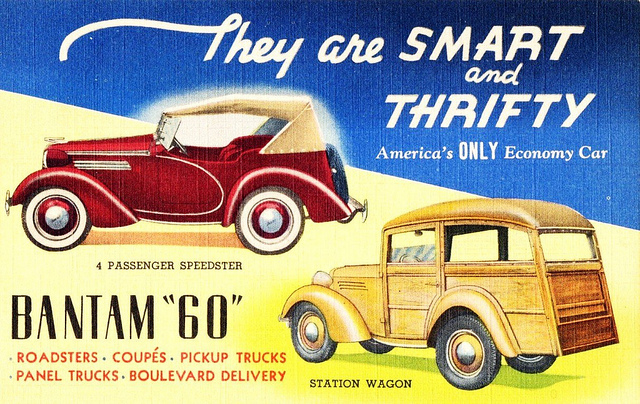 They are SMART
and
THRIFTY
America's ONLY Economy Car
4 PASSENGER SPEEDSTER
BANTAM "60"
· ROADSTERS · COUPÉS · PICKUP TRUCKS
· PANEL TRUCKS · BOULEVARD DELIVERY
STATION WAGON